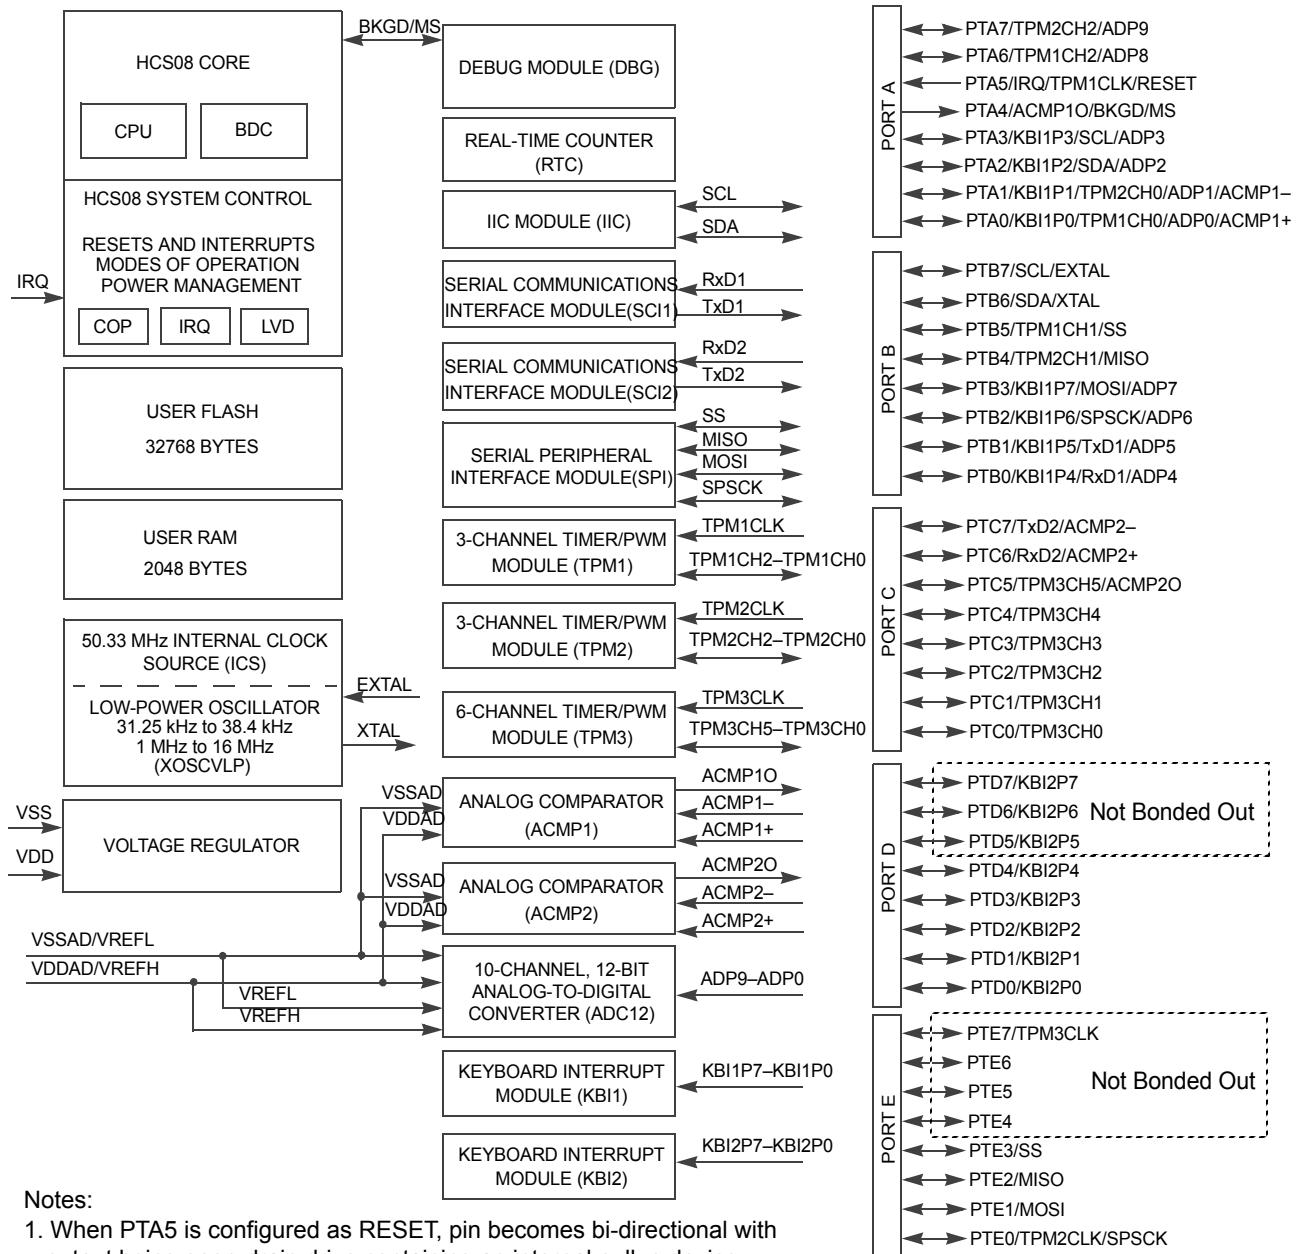 HCS08 CORE
CPU
BDC
HCS08 SYSTEM CONTROL
RESETS AND INTERRUPTS
MODES OF OPERATION
POWER MANAGEMENT
IRQ
COP
IRQ
LVD
USER FLASH
32768 BYTES
USER RAM
2048 BYTES
50.33 MHz INTERNAL CLOCK
SOURCE (ICS)
LOW-POWER OSCILLATOR
31.25 kHz to 38.4 kHz
1 MHz to 16 MHz
(XOSCVLP)
EXTAL
XTAL
VSS
VDD
VOLTAGE REGULATOR
VSSAD/VREFL
VDDAD/VREFH
VREFL
VREFH
BKGD/MS
DEBUG MODULE (DBG)
REAL-TIME COUNTER
(RTC)
IIC MODULE (IIC)
SCL
SDA
SERIAL COMMUNICATIONS
INTERFACE MODULE(SCI1)
RxD1
TxD1
SERIAL COMMUNICATIONS
INTERFACE MODULE(SCI2)
RxD2
TxD2
SERIAL PERIPHERAL
INTERFACE MODULE(SPI)
SS
MISO
MOSI
SPSCK
3-CHANNEL TIMER/PWM
MODULE (TPM1)
TPM1CLK
TPM1CH2–TPM1CH0
3-CHANNEL TIMER/PWM
MODULE (TPM2)
TPM2CLK
TPM2CH2–TPM2CH0
6-CHANNEL TIMER/PWM
MODULE (TPM3)
TPM3CLK
TPM3CH5–TPM3CH0
VSSAD
VDDAD
ANALOG COMPARATOR
(ACMP1)
ACMP1O
ACMP1–
ACMP1+
VSSAD
VDDAD
ANALOG COMPARATOR
(ACMP2)
ACMP2O
ACMP2–
ACMP2+
10-CHANNEL, 12-BIT
ANALOG-TO-DIGITAL
CONVERTER (ADC12)
ADP9–ADP0
KEYBOARD INTERRUPT
MODULE (KBI1)
KBI1P7–KBI1P0
KEYBOARD INTERRUPT
MODULE (KBI2)
KBI2P7–KBI2P0
PORT A
PTA7/TPM2CH2/ADP9
PTA6/TPM1CH2/ADP8
PTA5/IRQ/TPM1CLK/RESET
PTA4/ACMP1O/BKGD/MS
PTA3/KBI1P3/SCL/ADP3
PTA2/KBI1P2/SDA/ADP2
PTA1/KBI1P1/TPM2CH0/ADP1/ACMP1–
PTA0/KBI1P0/TPM1CH0/ADP0/ACMP1+
PORT B
PTB7/SCL/EXTAL
PTB6/SDA/XTAL
PTB5/TPM1CH1/SS
PTB4/TPM2CH1/MISO
PTB3/KBI1P7/MOSI/ADP7
PTB2/KBI1P6/SPSCK/ADP6
PTB1/KBI1P5/TxD1/ADP5
PTB0/KBI1P4/RxD1/ADP4
PORT C
PTC7/TxD2/ACMP2–
PTC6/RxD2/ACMP2+
PTC5/TPM3CH5/ACMP2O
PTC4/TPM3CH4
PTC3/TPM3CH3
PTC2/TPM3CH2
PTC1/TPM3CH1
PTC0/TPM3CH0
PORT D
PTD7/KBI2P7
PTD6/KBI2P6 Not Bonded Out
PTD5/KBI2P5
PTD4/KBI2P4
PTD3/KBI2P3
PTD2/KBI2P2
PTD1/KBI2P1
PTD0/KBI2P0
PORT E
PTE7/TPM3CLK
PTE6
Not Bonded Out
PTE5
PTE4
PTE3/SS
PTE2/MISO
PTE1/MOSI
PTE0/TPM2CLK/SPSCK
Notes:
1. When PTA5 is configured as RESET, pin becomes bi-directional with